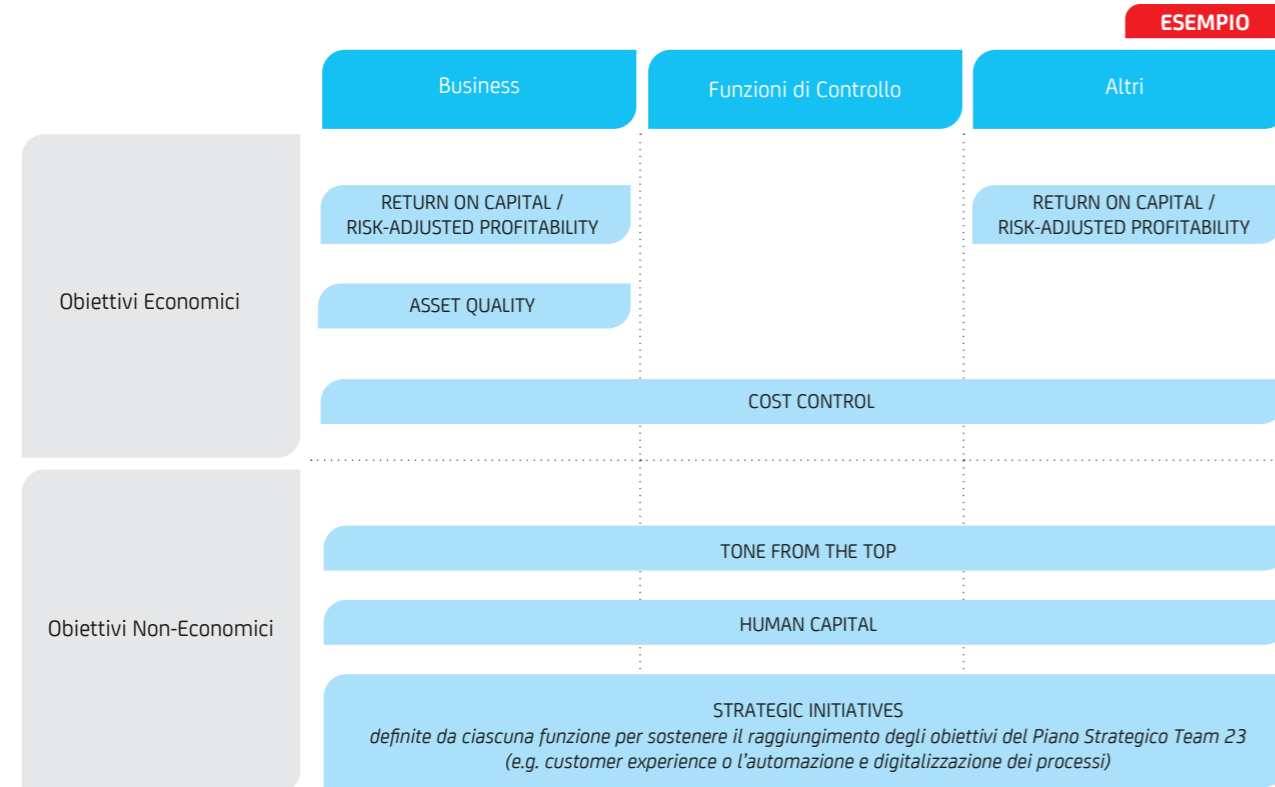 ESEMPIO
Business
Funzioni di Controllo
Altri
Obiettivi Economici
RETURN ON CAPITAL /
RISK-ADJUSTED PROFITABILITY
RETURN ON CAPITAL /
RISK-ADJUSTED PROFITABILITY
ASSET QUALITY
COST CONTROL
Obiettivi Non-Economici
TONE FROM THE TOP
HUMAN CAPITAL
STRATEGIC INITIATIVES
definite da ciascuna funzione per sostenere il raggiungimento degli obiettivi del Piano Strategico Team 23
(e.g. customer experience o l'automazione e digitalizzazione dei processi)